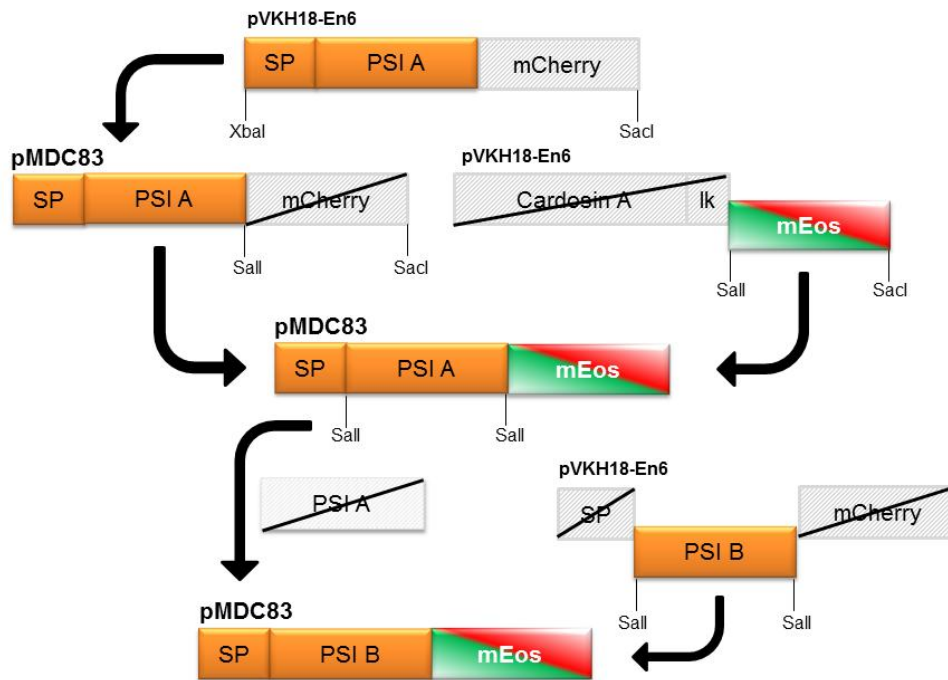 pVKH18-En6
SP PSI A mCherry
XbaI SacI
pMDC83
SP PSI A mCherry
SalI SacI
pVKH18-En6
Cardosin A lk
mEos
SalI SacI
pMDC83
SP PSI A mEos
SalI SalI
PSI A
pVKH18-En6
SP mCherry
PSI B
SalI SalI
pMDC83
SP PSI B mEos